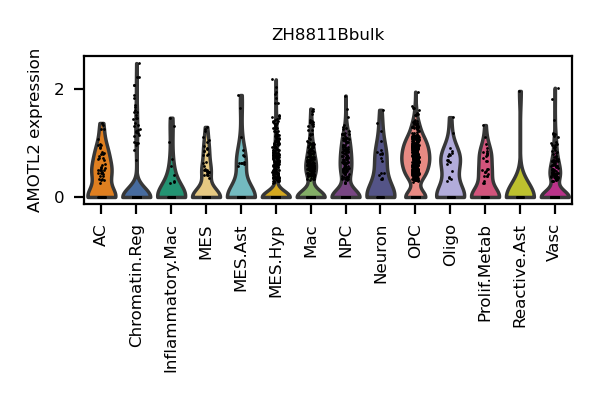 ZH8811Bbulk
AMOTL2 expression
2
0
AC
Chromatin.Reg
Inflammatory.Mac
MES
MES.Ast
MES.Hyp
Mac
NPC
Neuron
OPC
Oligo
Prolif.Metab
Reactive.Ast
Vasc